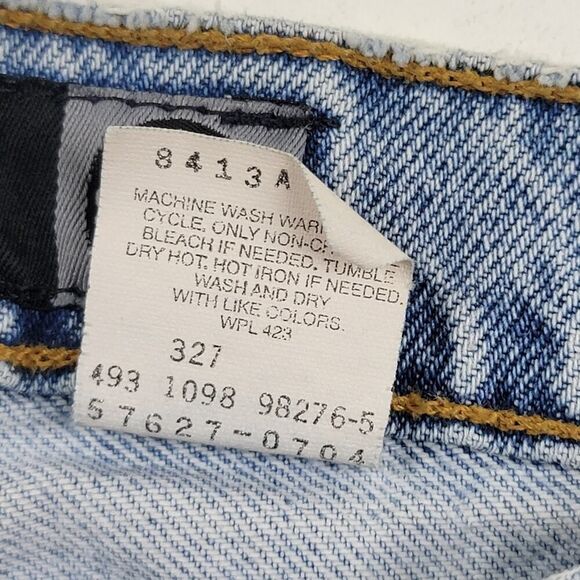 8413A
MACHINE WASH WAR
CYCLE. ONLY NON-C
BLEACH IF NEEDED. TUMBLE
DRY HOT. HOT IRON IF NEEDED.
WASH AND DRY
WITH LIKE COLORS.
WPL 423
327
493 1098 98276-5
57627-0704